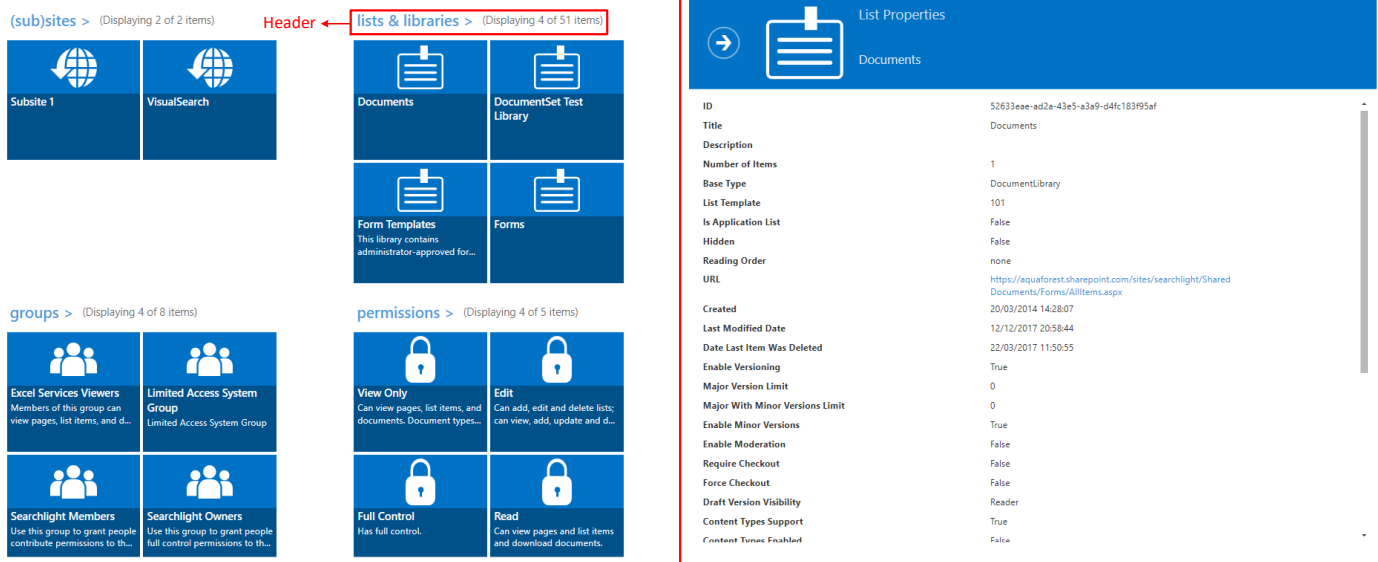 (sub)sites > (Displaying 2 of 2 items)
Header
lists & libraries > (Displaying 4 of 51 items)
Subsite 1
VisualSearch
Documents
DocumentSet Test
Library
Form Templates
This library contains
administrator-approved for...
Forms
groups > (Displaying 4 of 8 items)
permissions > (Displaying 4 of 5 items)
Excel Services Viewers
Members of this group can
view pages, list items, and d...
Limited Access System
Group
Limited Access System Group
View Only
Can view pages, list items, and
documents. Document types...
Edit
Can add, edit and delete lists;
can view, add, update and d...
Searchlight Members
Use this group to grant people
contribute permissions to th...
Searchlight Owners
Use this group to grant people
full control permissions to th...
Full Control
Has full control.
Read
Can view pages and list items
and download documents.
List Properties
Documents
ID 52633eae-ad2a-43e5-a3a9-d4fc183f95af
Title Documents
Description
Number of Items 1
Base Type DocumentLibrary
List Template 101
Is Application List False
Hidden False
Reading Order none
URL https://aquaforest.sharepoint.com/sites/searchlight/Shared
Documents/Forms/AllItems.aspx
Created 20/03/2014 14:28:07
Last Modified Date 12/12/2017 20:58:44
Date Last Item Was Deleted 22/03/2017 11:50:55
Enable Versioning True
Major Version Limit 0
Major With Minor Versions Limit 0
Enable Minor Versions True
Enable Moderation False
Require Checkout False
Force Checkout False
Draft Version Visibility Reader
Content Types Support True
Content Types Enabled False